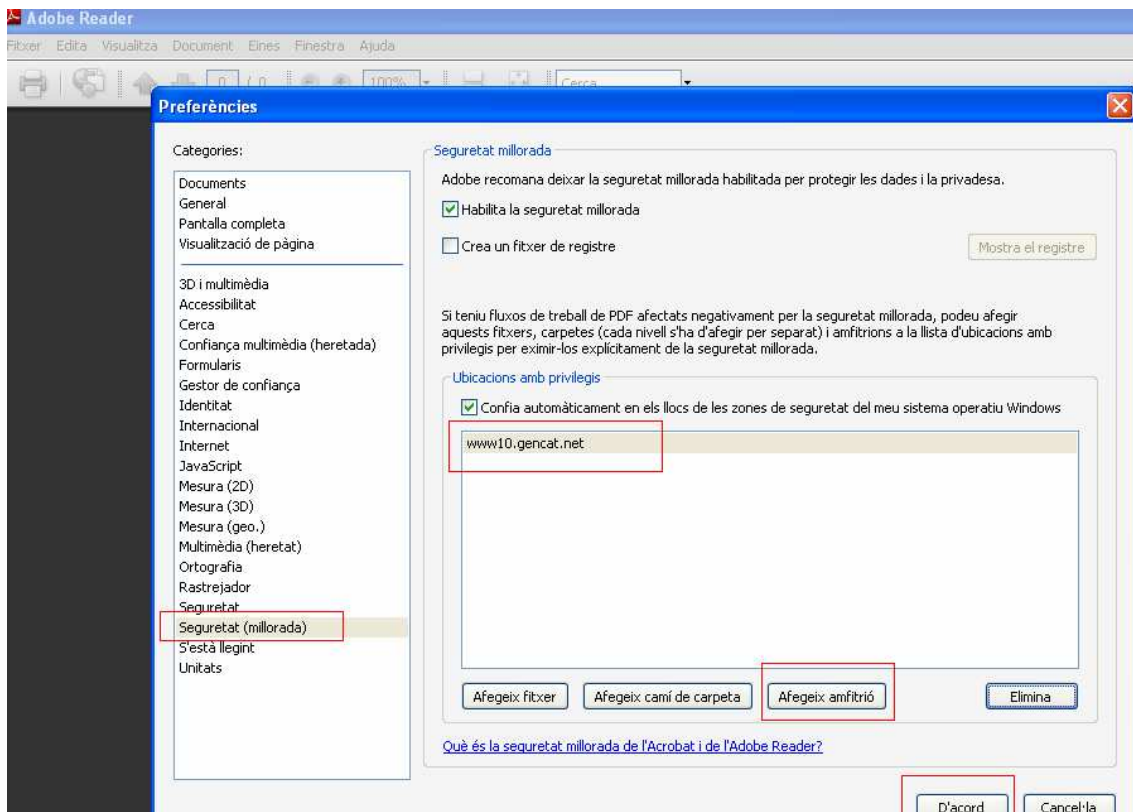 Adobe Reader
Fitxer Edita Visualitza Document Eines Finestra Ajuda
0 / 0 100% Cerca
Preferències
Categories:
Documents
General
Pantalla completa
Visualització de pàgina
3D i multimèdia
Accessibilitat
Cerca
Confiança multimèdia (heretada)
Formularis
Gestor de confiança
Identitat
Internacional
Internet
JavaScript
Mesura (2D)
Mesura (3D)
Mesura (geo.)
Multimèdia (heretat)
Ortografia
Rastrejador
Seguretat
Seguretat (millorada)
S'està llegint
Unitats
Seguretat millorada
Adobe recomana deixar la seguretat millorada habilitada per protegir les dades i la privadesa.
Habilita la seguretat millorada
Crea un fitxer de registre
Mostra el registre
Si teniu fluxos de treball de PDF afectats negativament per la seguretat millorada, podeu afegir
aquests fitxers, carpetes (cada nivell s'ha d'afegir per separat) i amfitrions a la llista d'ubicacions amb
privilegis per eximir-los explícitament de la seguretat millorada.
Ubicacions amb privilegis
Confia automàticament en els llocs de les zones de seguretat del meu sistema operatiu Windows
www10.gencat.net
Afegeix fitxer
Afegeix camí de carpeta
Afegeix amfitrió
Elimina
Què és la seguretat millorada de l'Acrobat i de l'Adobe Reader?
D'acord
Cancel·la